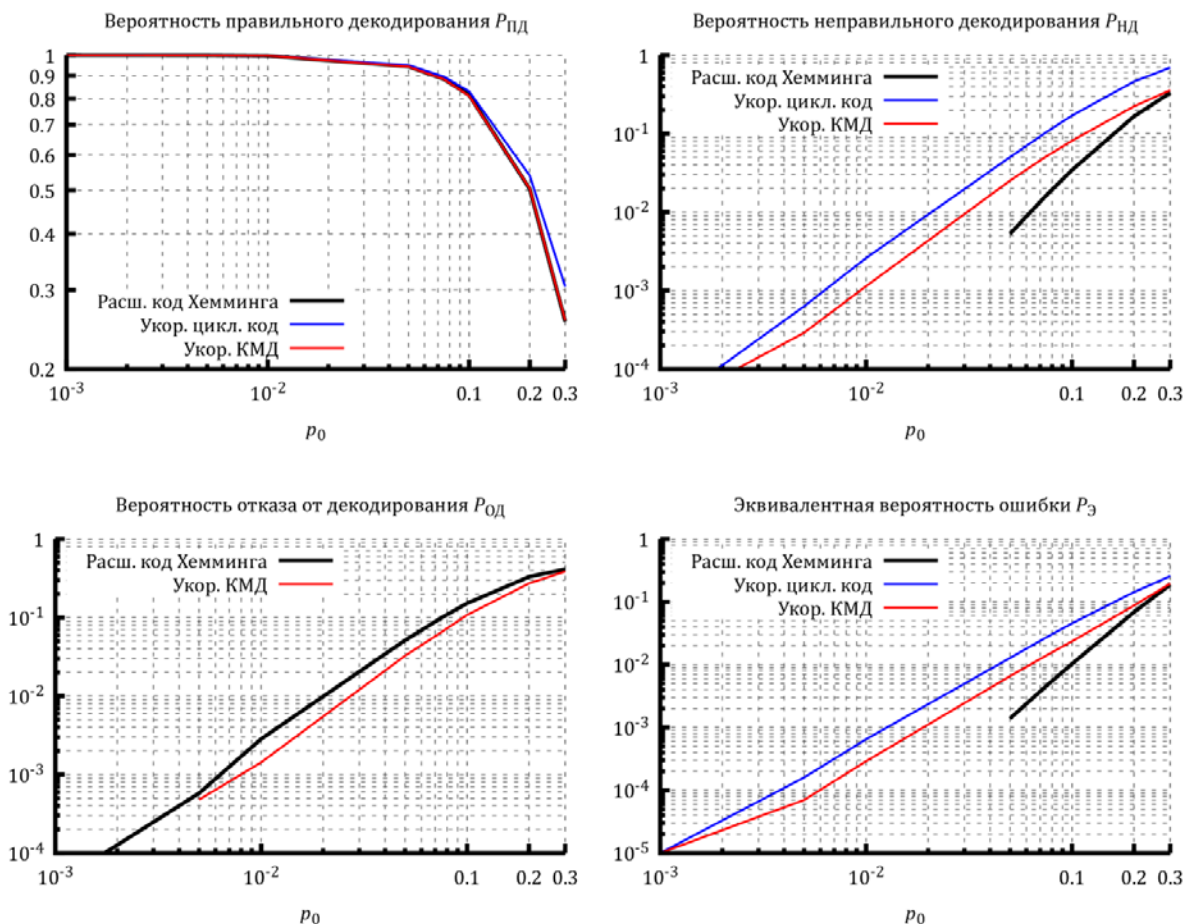 Вероятность правильного декодирования PПД
1
0.9
0.8
0.7
0.6
0.5
0.4
0.3
0.2
Расш. код Хемминга
Укор. цикл. код
Укор. КМД
10-3
10-2
0.1
0.2
0.3
p0
Вероятность неправильного декодирования PНД
1
10-1
10-2
10-3
10-4
Расш. код Хемминга
Укор. цикл. код
Укор. КМД
10-3
10-2
0.1
0.2
0.3
p0
Вероятность отказа от декодирования PОД
1
10-1
10-2
10-3
10-4
Расш. код Хемминга
Укор. КМД
10-3
10-2
0.1
0.2
0.3
p0
Эквивалентная вероятность ошибки PЭ
1
10-1
10-2
10-3
10-4
10-5
Расш. код Хемминга
Укор. цикл. код
Укор. КМД
10-3
10-2
0.1
0.2
0.3
p0